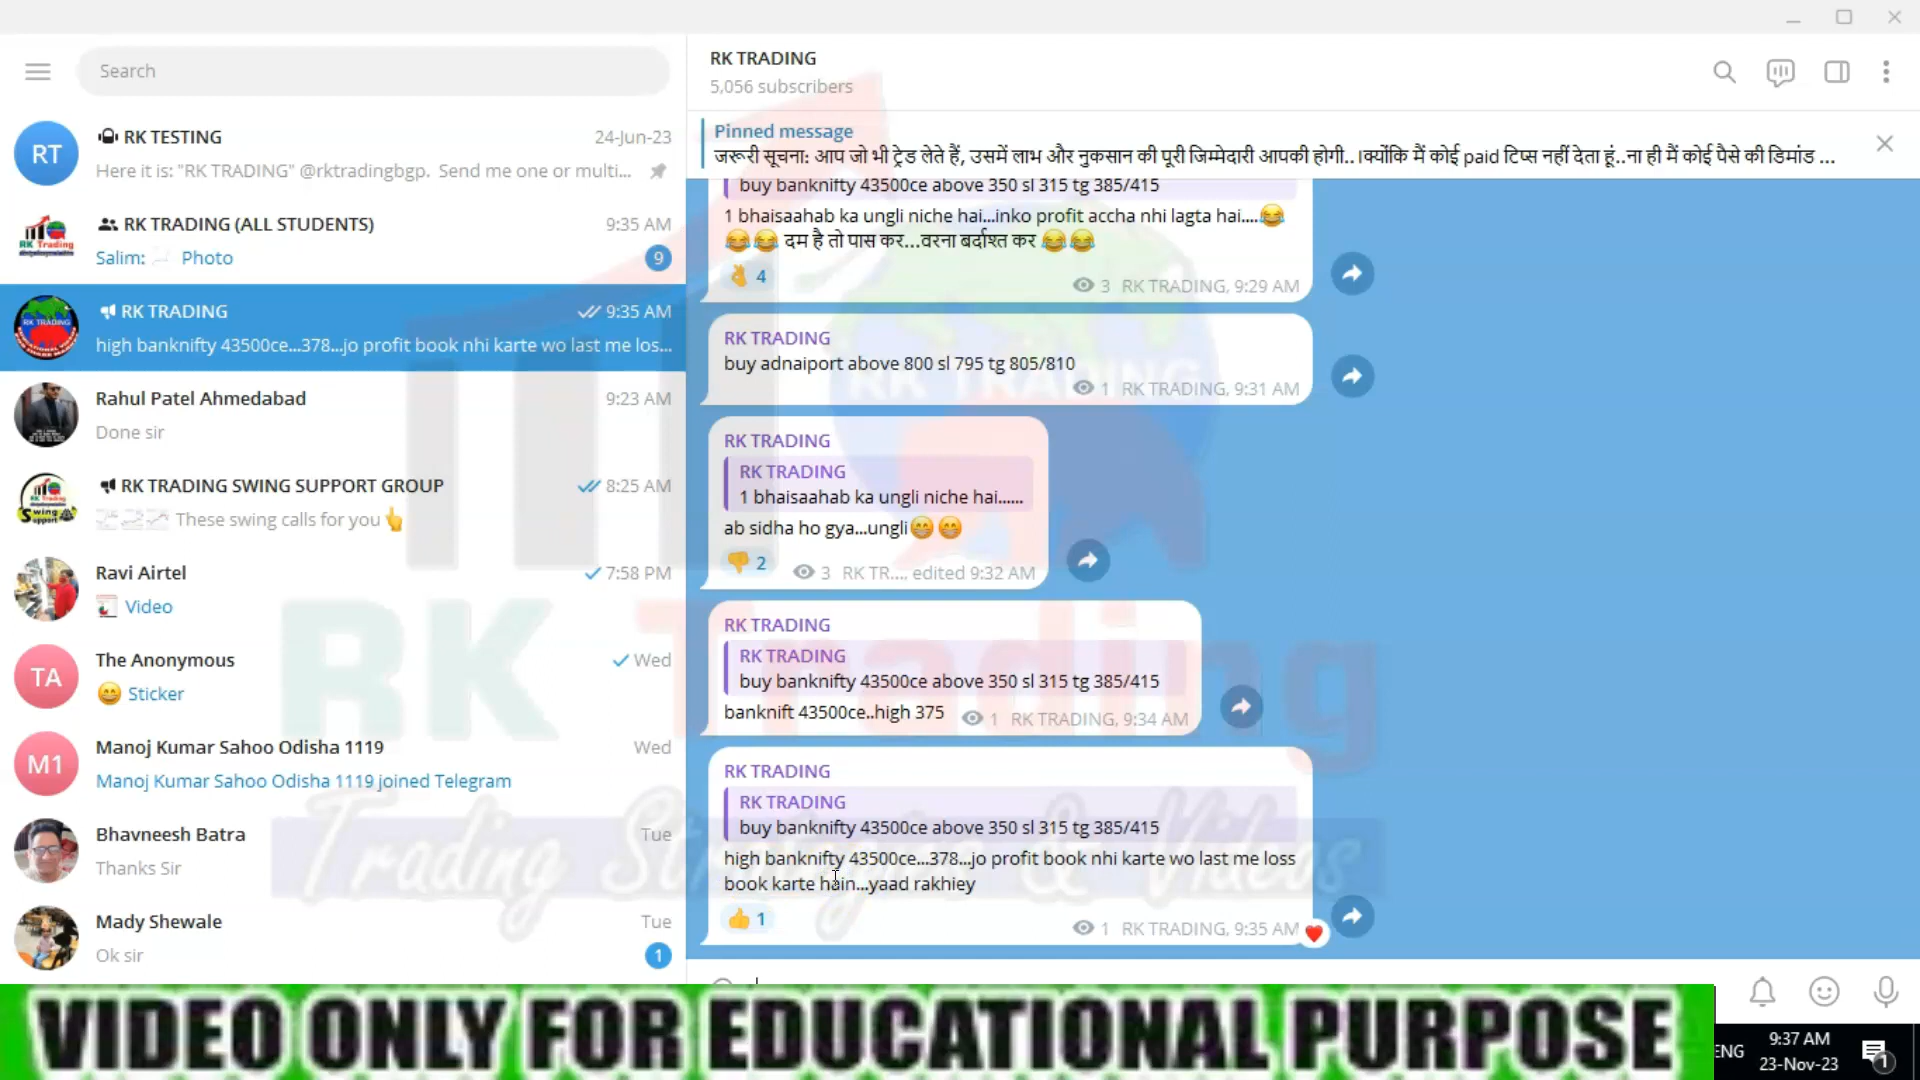 Search
RK TESTING
24-Jun-23
Here it is: "RK TRADING" @rktradingbgp. Send me one or multi...
RK TRADING (ALL STUDENTS)
9:35 AM
Salim: Photo
9
RK TRADING
9:35 AM
high banknifty 43500ce...378...jo profit book nhi karte wo last me los...
Rahul Patel Ahmedabad
9:23 AM
Done sir
RK TRADING SWING SUPPORT GROUP
8:25 AM
These swing calls for you👆
Ravi Airtel
7:58 PM
Video
TA
The Anonymous
Wed
😄 Sticker
M1
Manoj Kumar Sahoo Odisha 1119
Wed
Manoj Kumar Sahoo Odisha 1119 joined Telegram
Bhavneesh Batra
Tue
Thanks Sir
Mady Shewale
Tue
Ok sir
1
RT
RK TRADING
5,056 subscribers
Pinned message
जरूरी सूचना: आप जो भी ट्रेड लेते हैं, उसमें लाभ और नुकसान की पूरी जिम्मेदारी आपकी होगी.. ।क्योंकि मैं कोई paid टिप्स नहीं देता हूं..ना ही मैं कोई पैसे की डिमांड ...
buy banknifty 43500ce above 350 sl 315 tg 385/415
1 bhaisaahab ka ungli niche hai...inko profit accha nhi lagta hai....😂
😂😂 दम है तो पास कर...वरना बर्दाश्त कर 😂😂
4
3 RK TRADING, 9:29 AM
RK TRADING
buy adnaiport above 800 sl 795 tg 805/810
1 RK TRADING, 9:31 AM
RK TRADING
RK TRADING
1 bhaisaahab ka ungli niche hai......
ab sidha ho gya...ungli😁😁
👎 2
3 RK TR..., edited 9:32 AM
RK TRADING
RK TRADING
buy banknifty 43500ce above 350 sl 315 tg 385/415
banknift 43500ce..high 375
1 RK TRADING, 9:34 AM
RK TRADING
RK TRADING
buy banknifty 43500ce above 350 sl 315 tg 385/415
high banknifty 43500ce...378...jo profit book nhi karte wo last me loss
book karte hain...yaad rakhiey
👍 1
1 RK TRADING, 9:35 AM
RK TRADING
RK Trading
Trading Strategies & Videos
VIDEO ONLY FOR EDUCATIONAL PURPOSE
ENG
9:37 AM
23-Nov-23
1